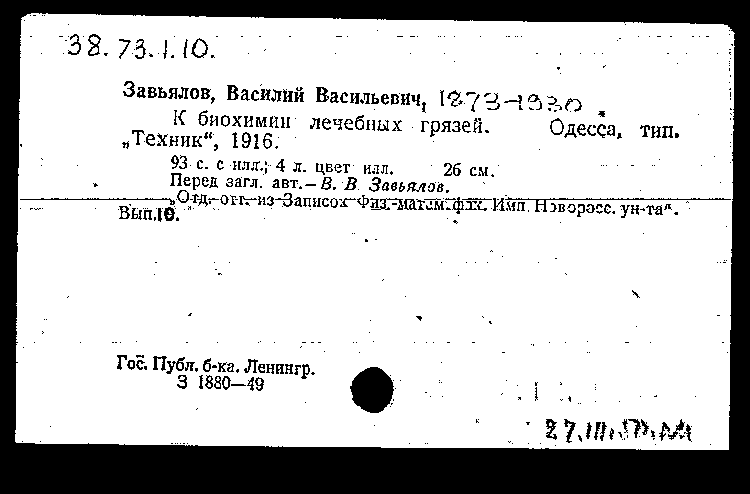 38.73.1.10.
Завьялов, Василий Васильевич, 1873-1930
К биохимии лечебных грязей. Одесса, тип.
„Техник“, 1916.
93 с. с илл.; 4 л. цвет илл. 26 см.
Перед загл. авт.—В. В Завьялов.
„Отд. отт. из Записок Физ.-матем. фак. Имп. Новоросс. ун-та“.
Вып.10.
Гос. Публ. б-ка. Ленингр.
З 1880—49
27.III.